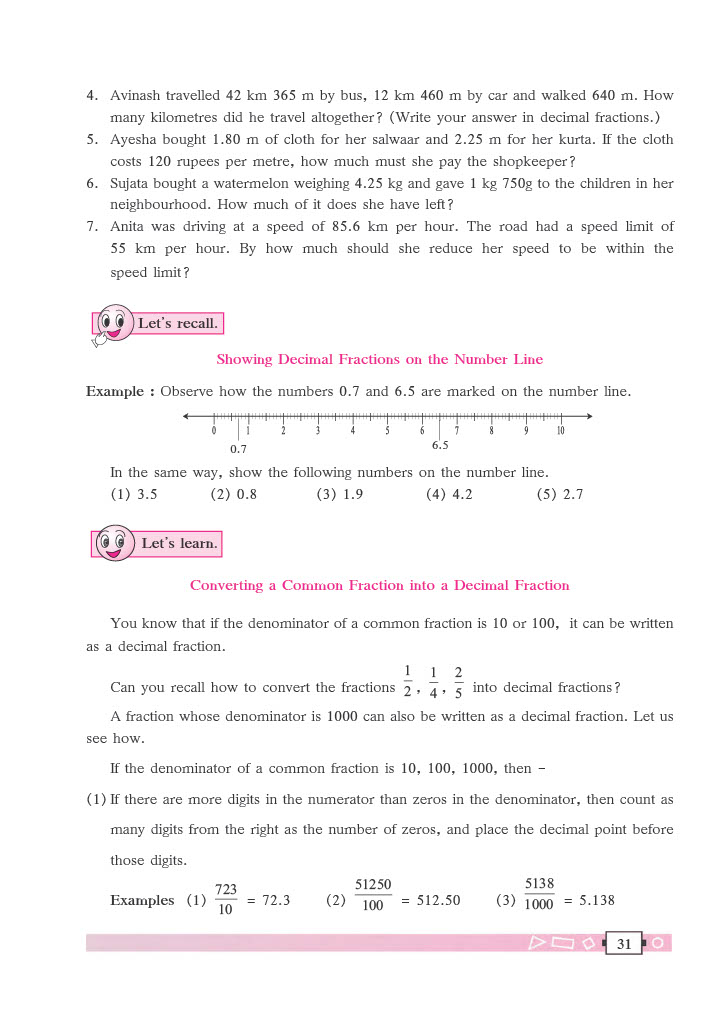 4. Avinash travelled 42 km 365 m by bus, 12 km 460 m by car and walked 640 m. How
many kilometres did he travel altogether? (Write your answer in decimal fractions.)
5. Ayesha bought 1.80 m of cloth for her salwaar and 2.25 m for her kurta. If the cloth
costs 120 rupees per metre, how much must she pay the shopkeeper?
6. Sujata bought a watermelon weighing 4.25 kg and gave 1 kg 750g to the children in her
neighbourhood. How much of it does she have left?
7. Anita was driving at a speed of 85.6 km per hour. The road had a speed limit of
55 km per hour. By how much should she reduce her speed to be within the
speed limit?
Let's recall.
Showing Decimal Fractions on the Number Line
Example : Observe how the numbers 0.7 and 6.5 are marked on the number line.
0 1 2 3 4 5 6 7 8 9 10
0.7 6.5
In the same way, show the following numbers on the number line.
(1) 3.5 (2) 0.8 (3) 1.9 (4) 4.2 (5) 2.7
Let's learn.
Converting a Common Fraction into a Decimal Fraction
You know that if the denominator of a common fraction is 10 or 100, it can be written
as a decimal fraction.
Can you recall how to convert the fractions 1/2, 1/4, 2/5 into decimal fractions?
A fraction whose denominator is 1000 can also be written as a decimal fraction. Let us
see how.
If the denominator of a common fraction is 10, 100, 1000, then –
(1) If there are more digits in the numerator than zeros in the denominator, then count as
many digits from the right as the number of zeros, and place the decimal point before
those digits.
Examples (1) 723/10 = 72.3 (2) 51250/100 = 512.50 (3) 5138/1000 = 5.138
31